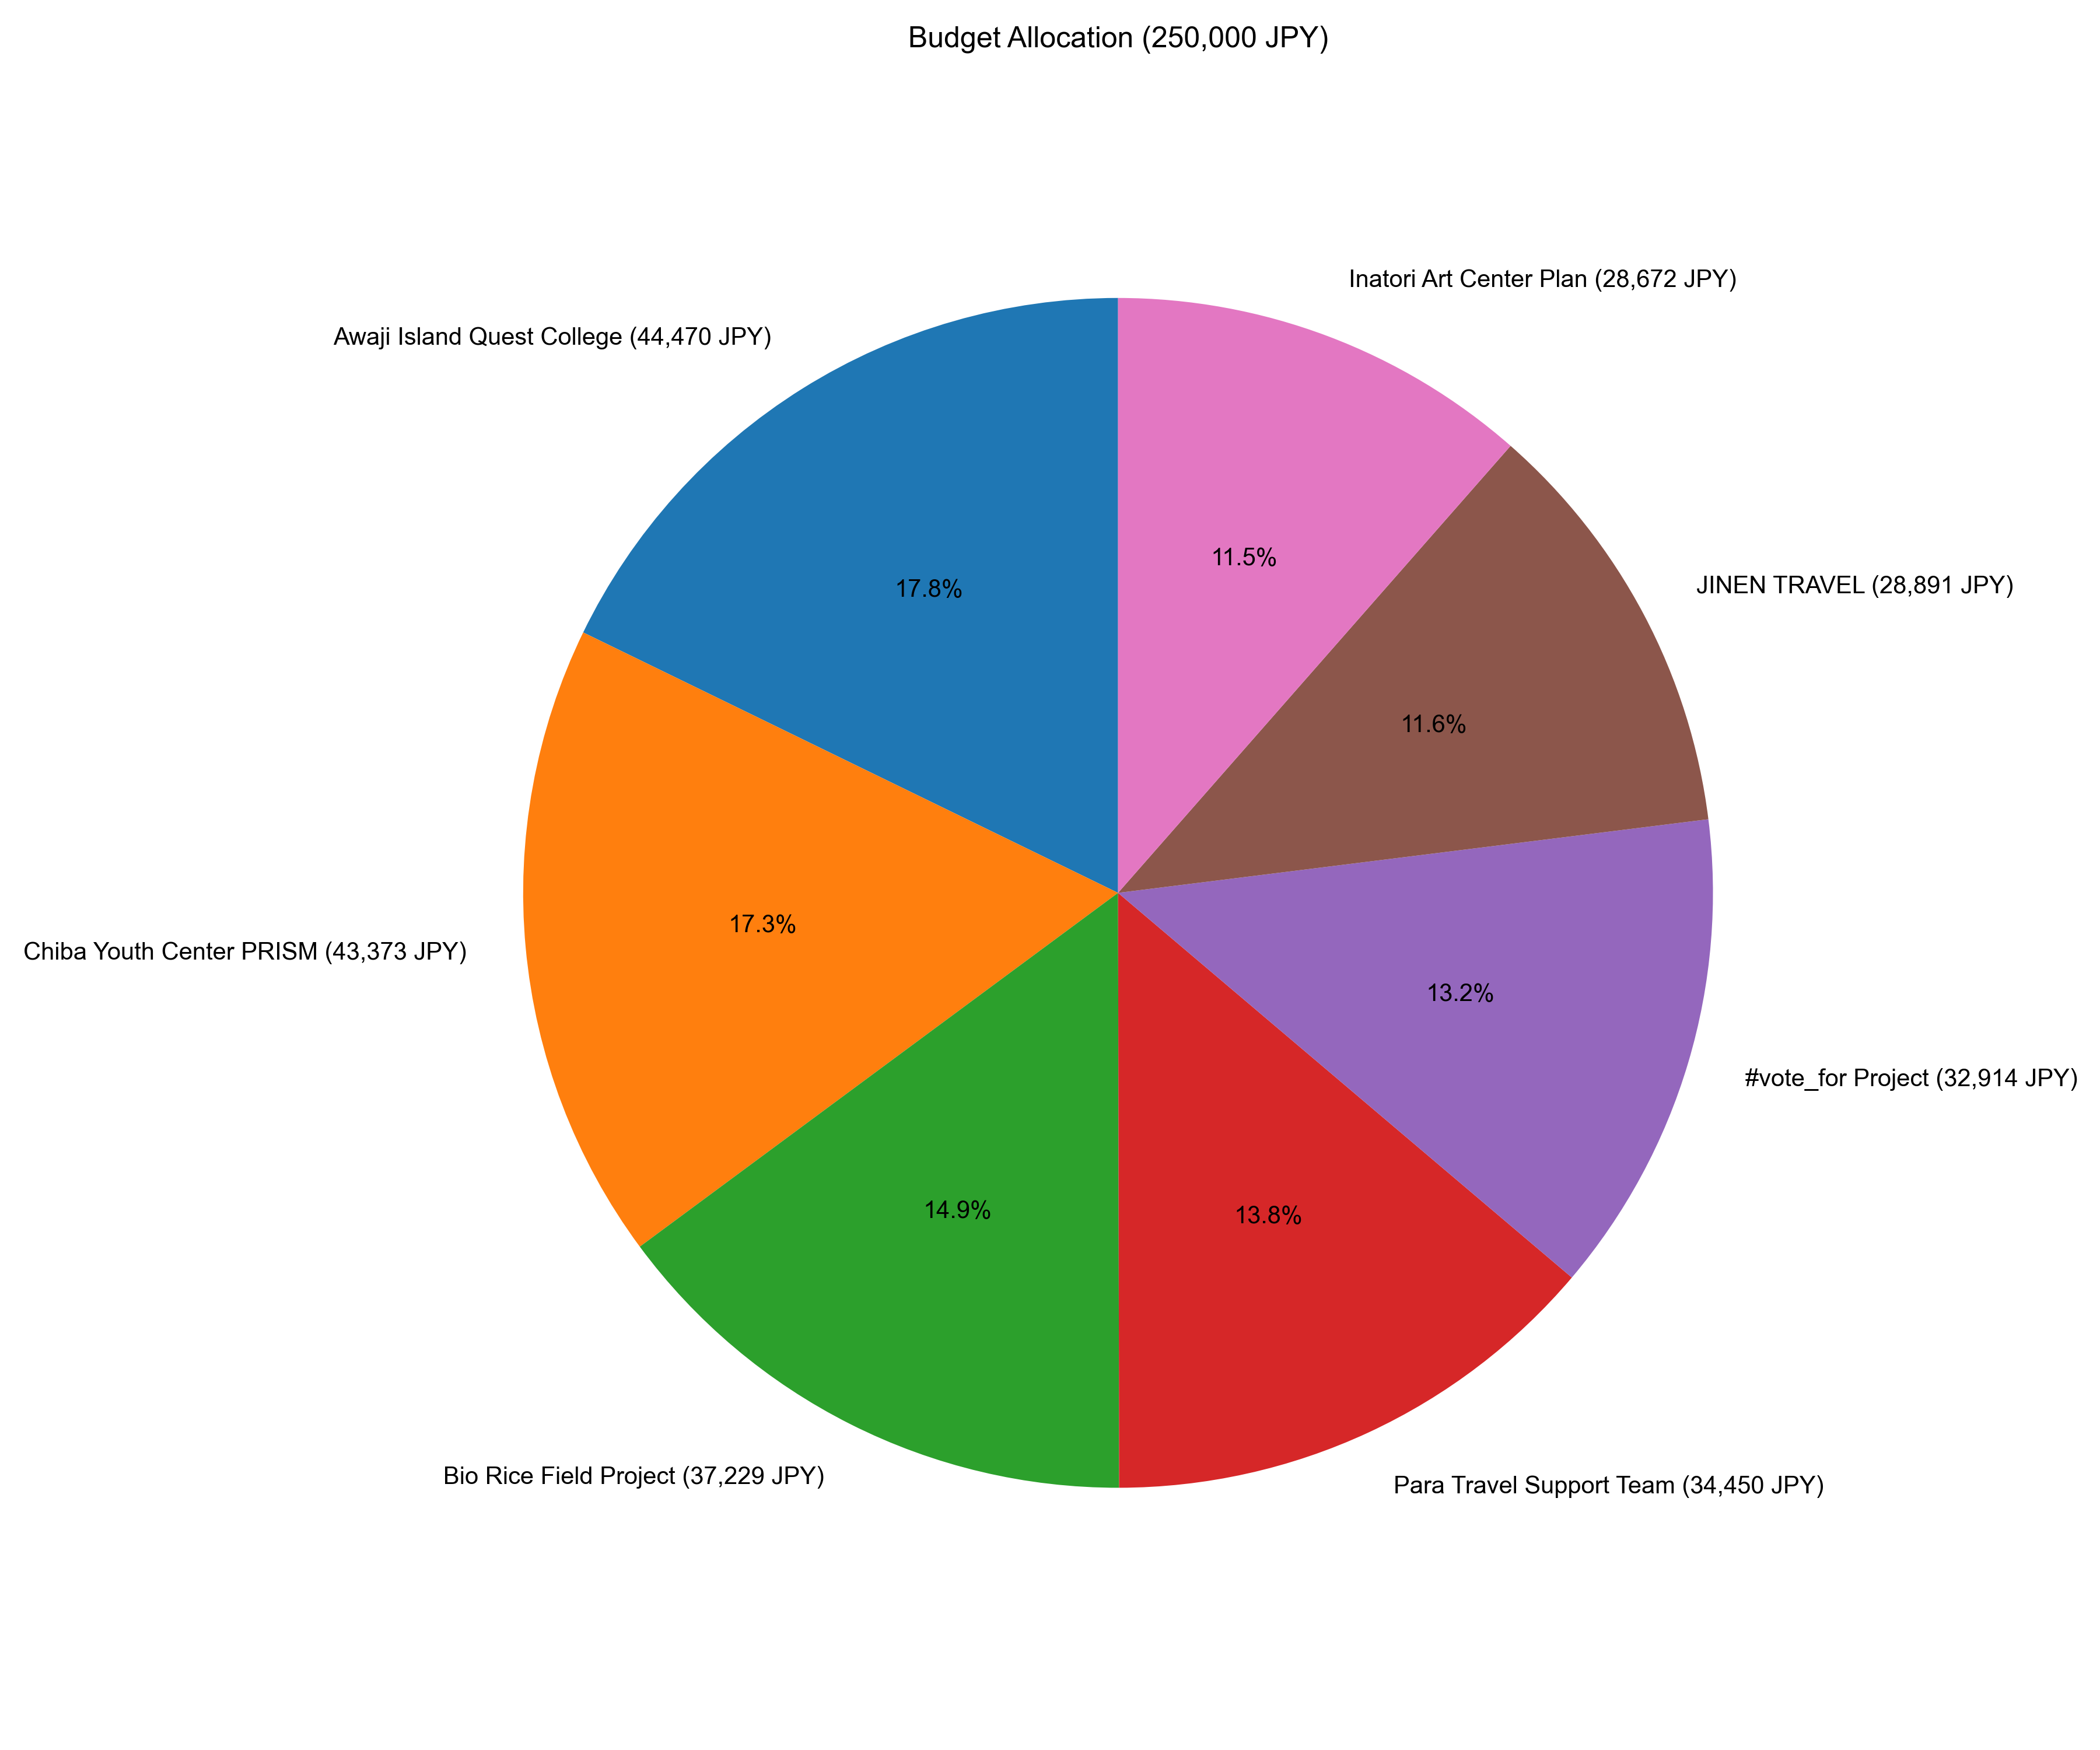 Budget Allocation (250,000 JPY)
Inatori Art Center Plan (28,672 JPY)
Awaji Island Quest College (44,470 JPY)
11.5%
JINEN TRAVEL (28,891 JPY)
17.8%
11.6%
17.3%
Chiba Youth Center PRISM (43,373 JPY)
13.2%
#vote_for Project (32,914 JPY)
14.9%
13.8%
Bio Rice Field Project (37,229 JPY)
Para Travel Support Team (34,450 JPY)